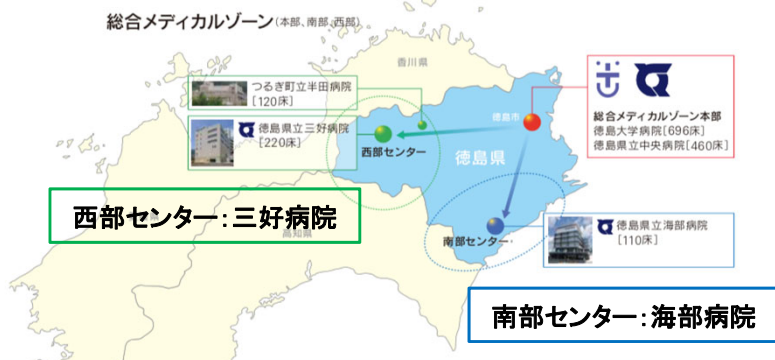 総合メディカルゾーン(本部、南部、西部)
香川県
つるぎ町立半田病院
[120床]
徳島県立三好病院
[220床]
西部センター
徳島市
徳島県
総合メディカルゾーン本部
徳島大学病院[696床]
徳島県立中央病院[460床]
西部センター:三好病院
高知県
南部センター
徳島県立海部病院
[110床]
南部センター:海部病院